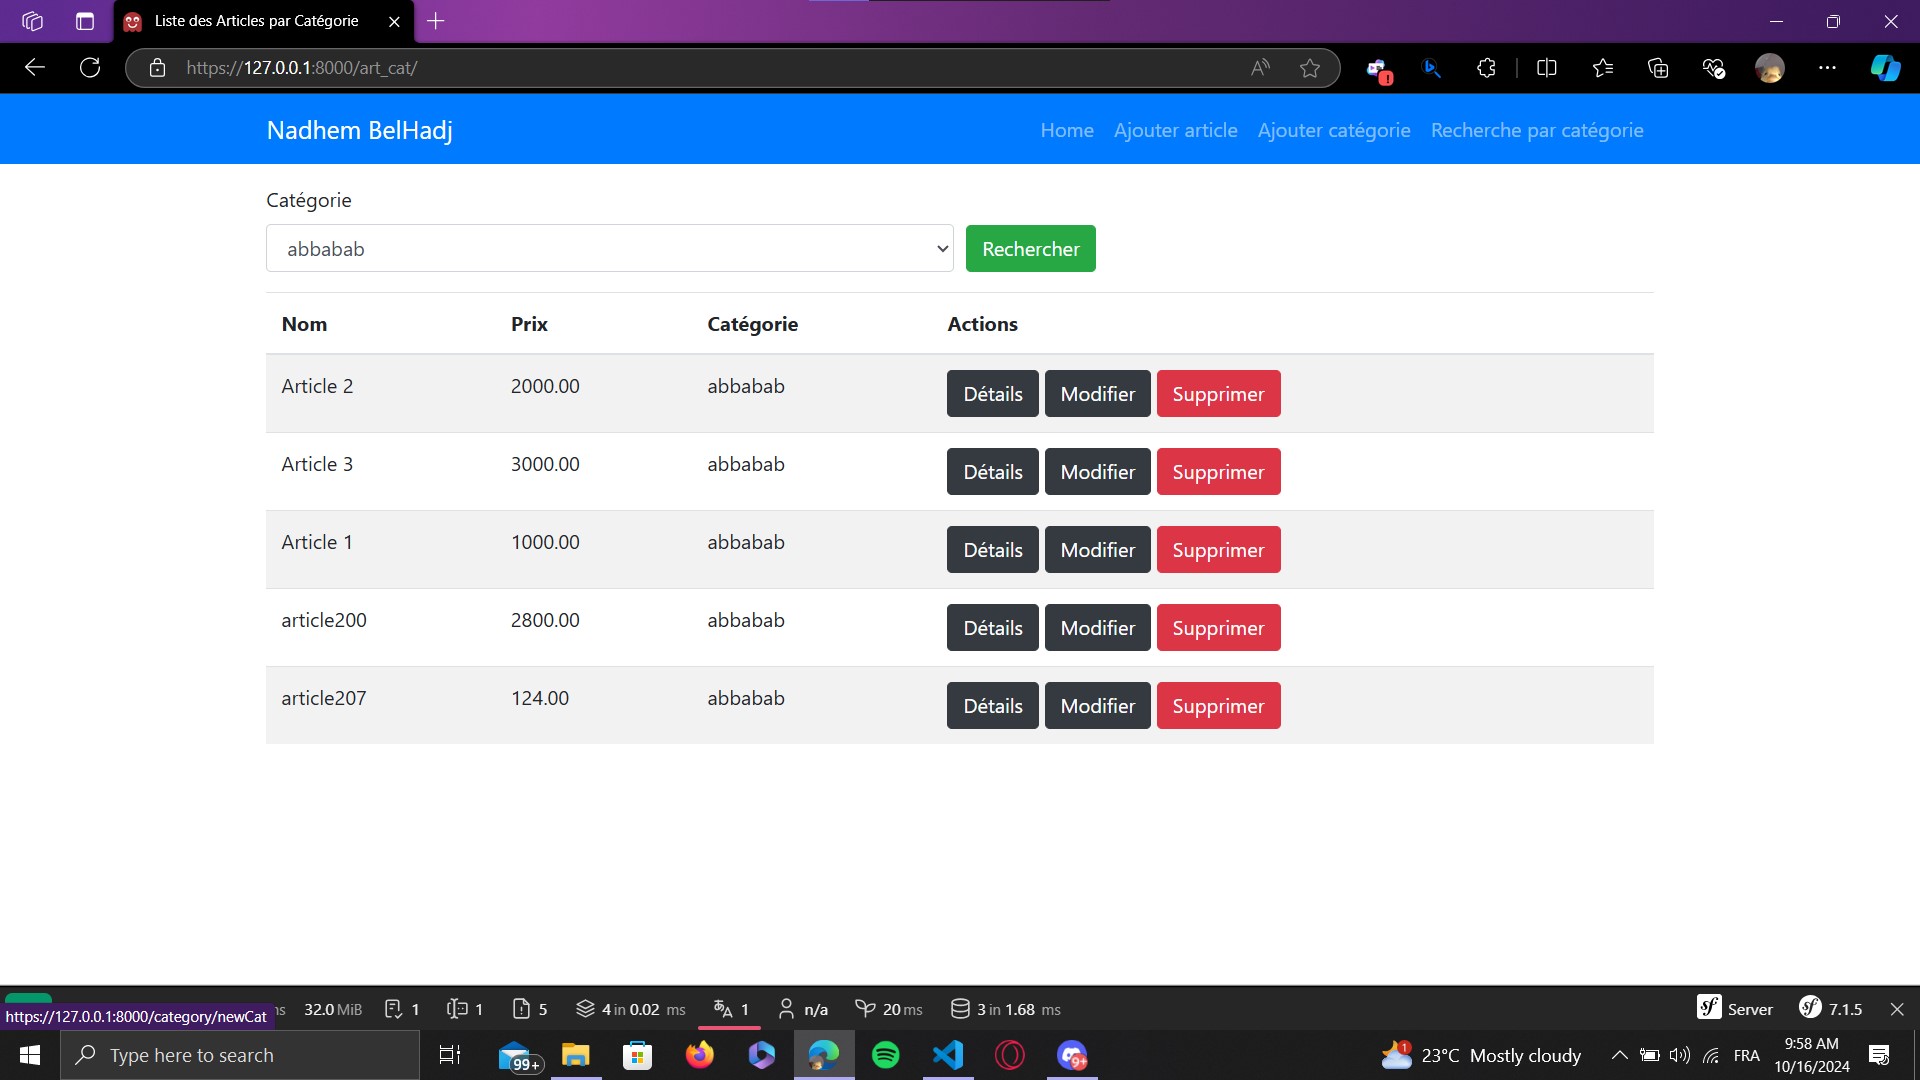 Liste des Articles par Catégorie
https://127.0.0.1:8000/art_cat/
Nadhem BelHadj
Home Ajouter article Ajouter catégorie Recherche par catégorie
Catégorie
abbabab
Rechercher
Nom Prix Catégorie Actions
Article 2 2000.00 abbabab Détails Modifier Supprimer
Article 3 3000.00 abbabab Détails Modifier Supprimer
Article 1 1000.00 abbabab Détails Modifier Supprimer
article200 2800.00 abbabab Détails Modifier Supprimer
article207 124.00 abbabab Détails Modifier Supprimer
32.0 MiB 1 1 5 4 in 0.02 ms 1 n/a 20 ms 3 in 1.68 ms sf Server sf 7.1.5
https://127.0.0.1:8000/category/newCat
Type here to search 99+ 9+ 1 23°C Mostly cloudy FRA 9:58 AM
10/16/2024